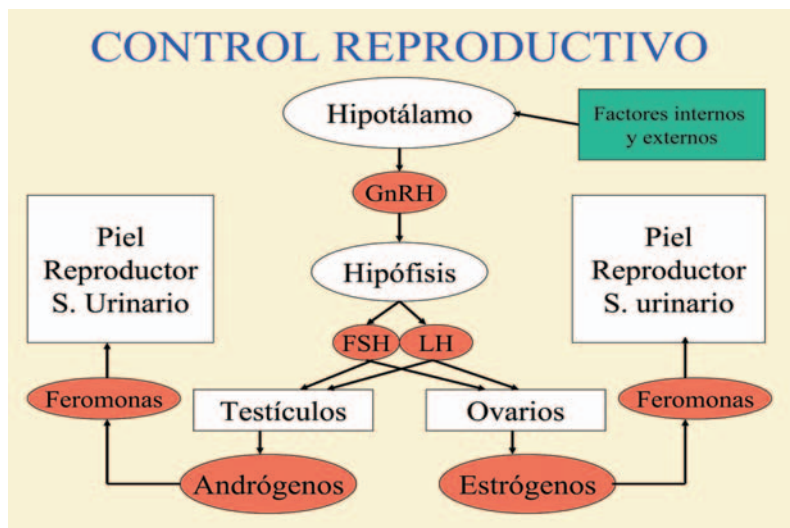 CONTROL REPRODUCTIVO
Hipotálamo
Factores internos
y externos
GnRH
Piel
Reproductor
S. Urinario
Hipófisis
Piel
Reproductor
S. urinario
FSH
LH
Feromonas
Testículos
Ovarios
Feromonas
Andrógenos
Estrógenos